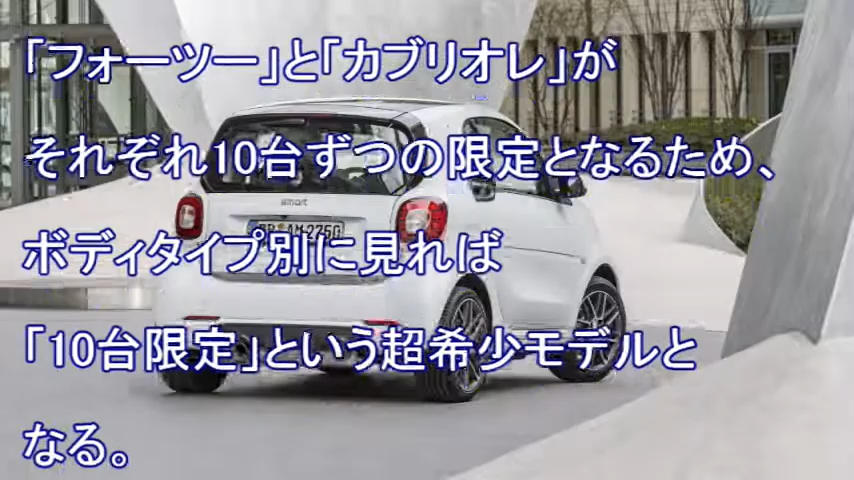 「フォーツー」と「カブリオレ」が
それぞれ10台ずつの限定となるため、
smart
ボディタイプ別に見れば
「10台限定」という超希少モデルと
なる。